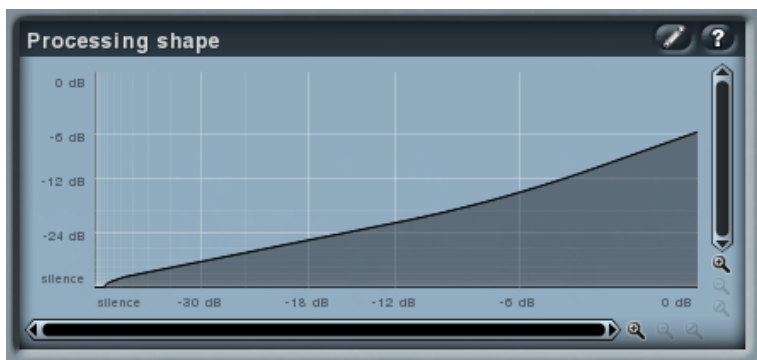 Processing shape ?
0 dB
-6 dB
-12 dB
-24 dB
silence
silence -30 dB -18 dB -12 dB -6 dB 0 dB